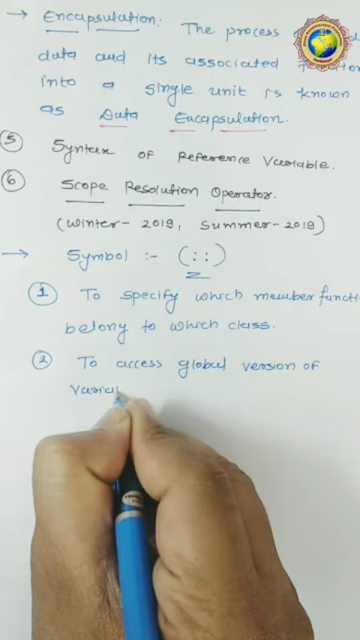 → Encapsulation: The process
data and its associated
into a single unit is known
as Data Encapsulation.
⑤ Syntax of Reference Variable.
⑥ Scope Resolution Operator.
(Winter-2019, Summer-2019)
→ Symbol :- (::)
① To specify which member functi
belony to which class.
② To access global version of
Varia